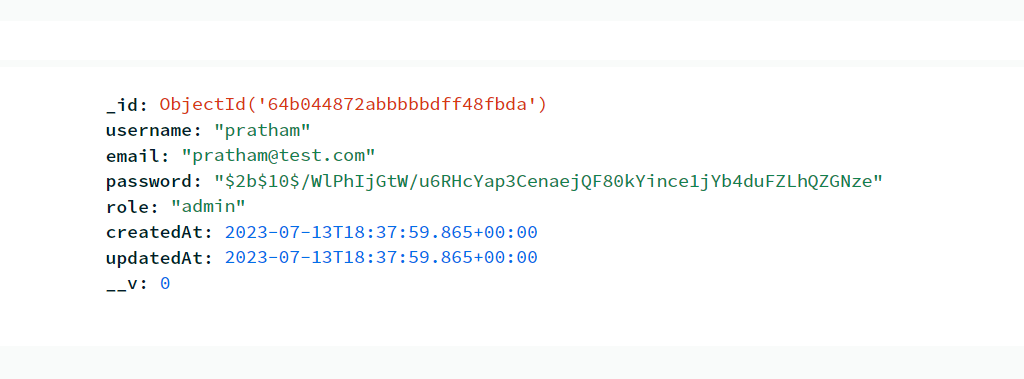 _id: ObjectId('64b044872abbbbbdff48fbda')
username: "pratham"
email: "pratham@test.com"
password: "$2b$10$/WlPhIjGtW/u6RHcYap3CenaejQF80kYince1jYb4duFZLhQZGNze"
role: "admin"
createdAt: 2023-07-13T18:37:59.865+00:00
updatedAt: 2023-07-13T18:37:59.865+00:00
__v: 0